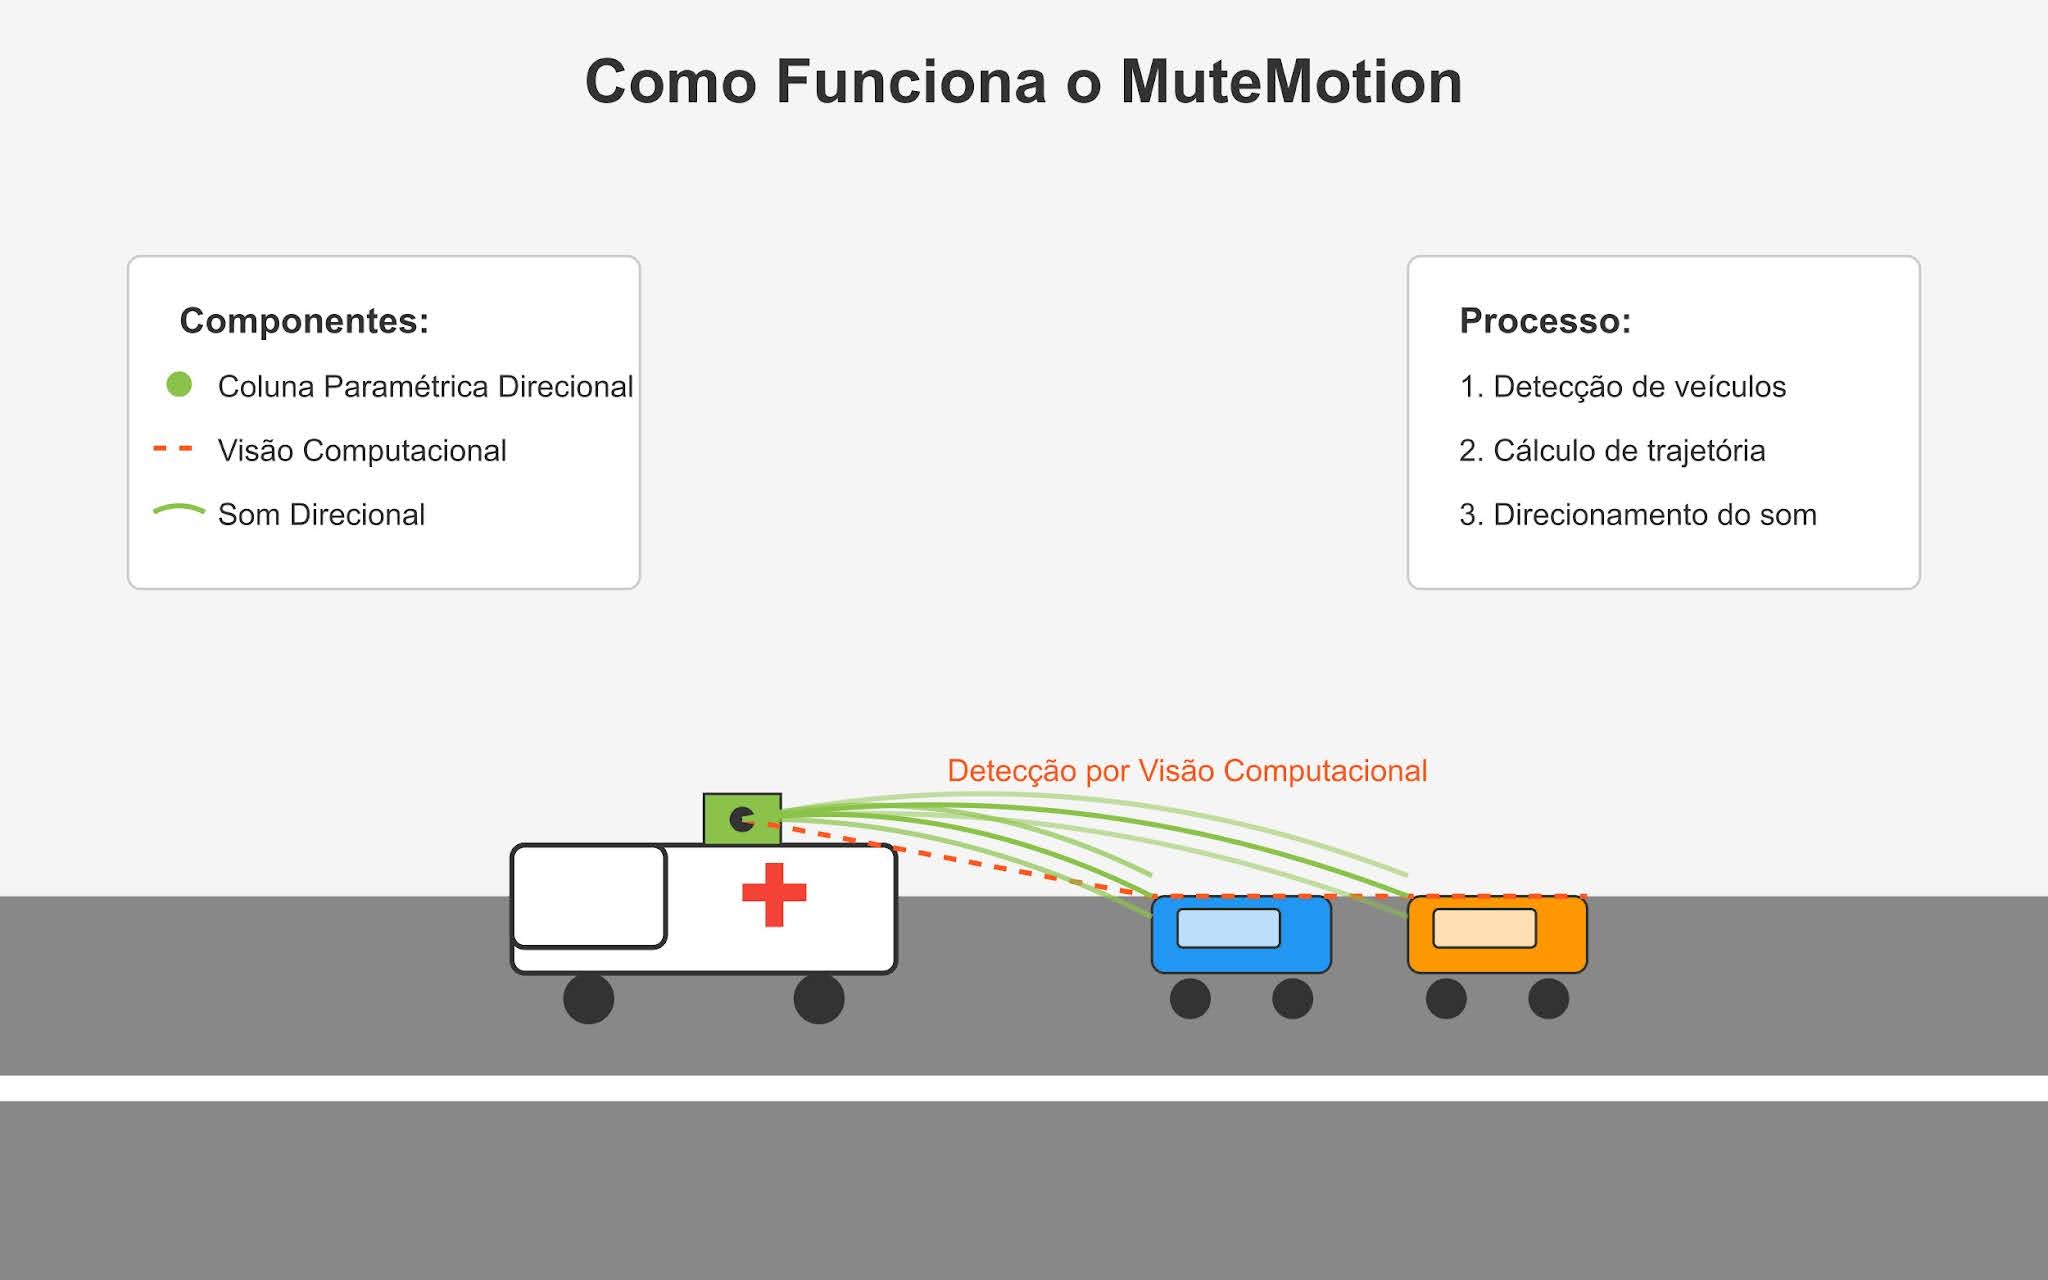 Como Funciona o MuteMotion
Componentes:
Coluna Paramétrica Direcional
Visão Computacional
Som Direcional
Processo:
1. Detecção de veículos
2. Cálculo de trajetória
3. Direcionamento do som
Detecção por Visão Computacional